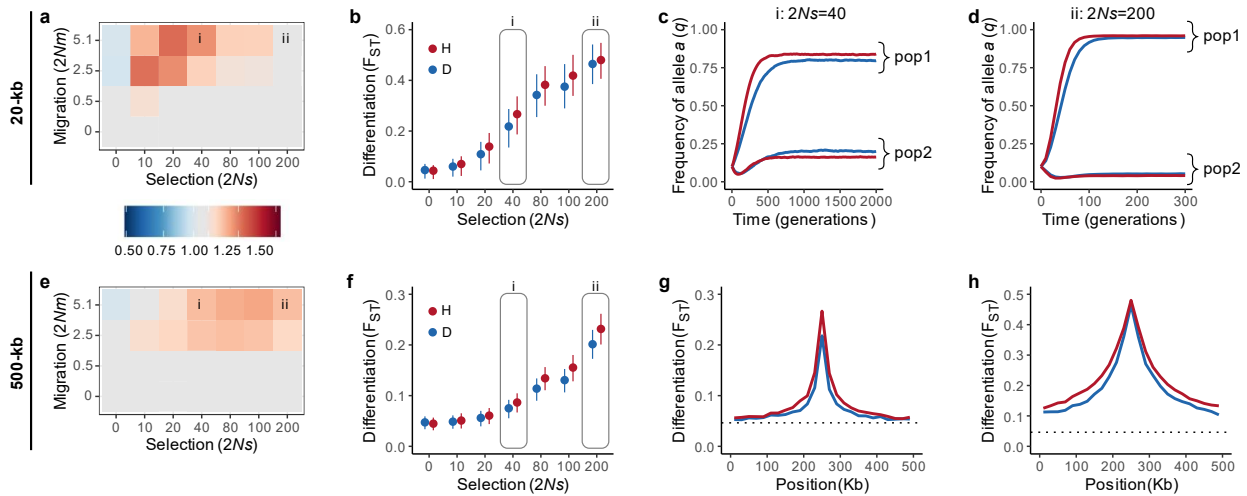 a
20-kb
Migration (2Nm)
5.1
2.5
0.5
0
i
ii
0 10 20 40 80 100 200
Selection (2Ns)
b
Differentiation (FST)
0.6
0.4
0.2
0.0
H
D
i
ii
0 10 20 40 80 100 200
Selection (2Ns)
c
i: 2Ns=40
Frequency of allele a (q)
1.00
0.75
0.50
0.25
0.00
pop1
pop2
0 500 1000 1500 2000
Time (generations )
d
ii: 2Ns=200
Frequency of allele a (q)
1.00
0.75
0.50
0.25
0.00
pop1
pop2
0 100 200 300
Time (generations )
0.50 0.75 1.00 1.25 1.50
e
500-kb
Migration (2Nm)
5.1
2.5
0.5
0
i
ii
0 10 20 40 80 100 200
Selection (2Ns)
f
Differentiation (FST)
0.3
0.2
0.1
0.0
H
D
i
ii
0 10 20 40 80 100 200
Selection (2Ns)
g
Differentiation (FST)
0.3
0.2
0.1
0.0
0 100 200 300 400 500
Position(Kb)
h
Differentiation (FST)
0.5
0.4
0.3
0.2
0.1
0.0
0 100 200 300 400 500
Position(Kb)